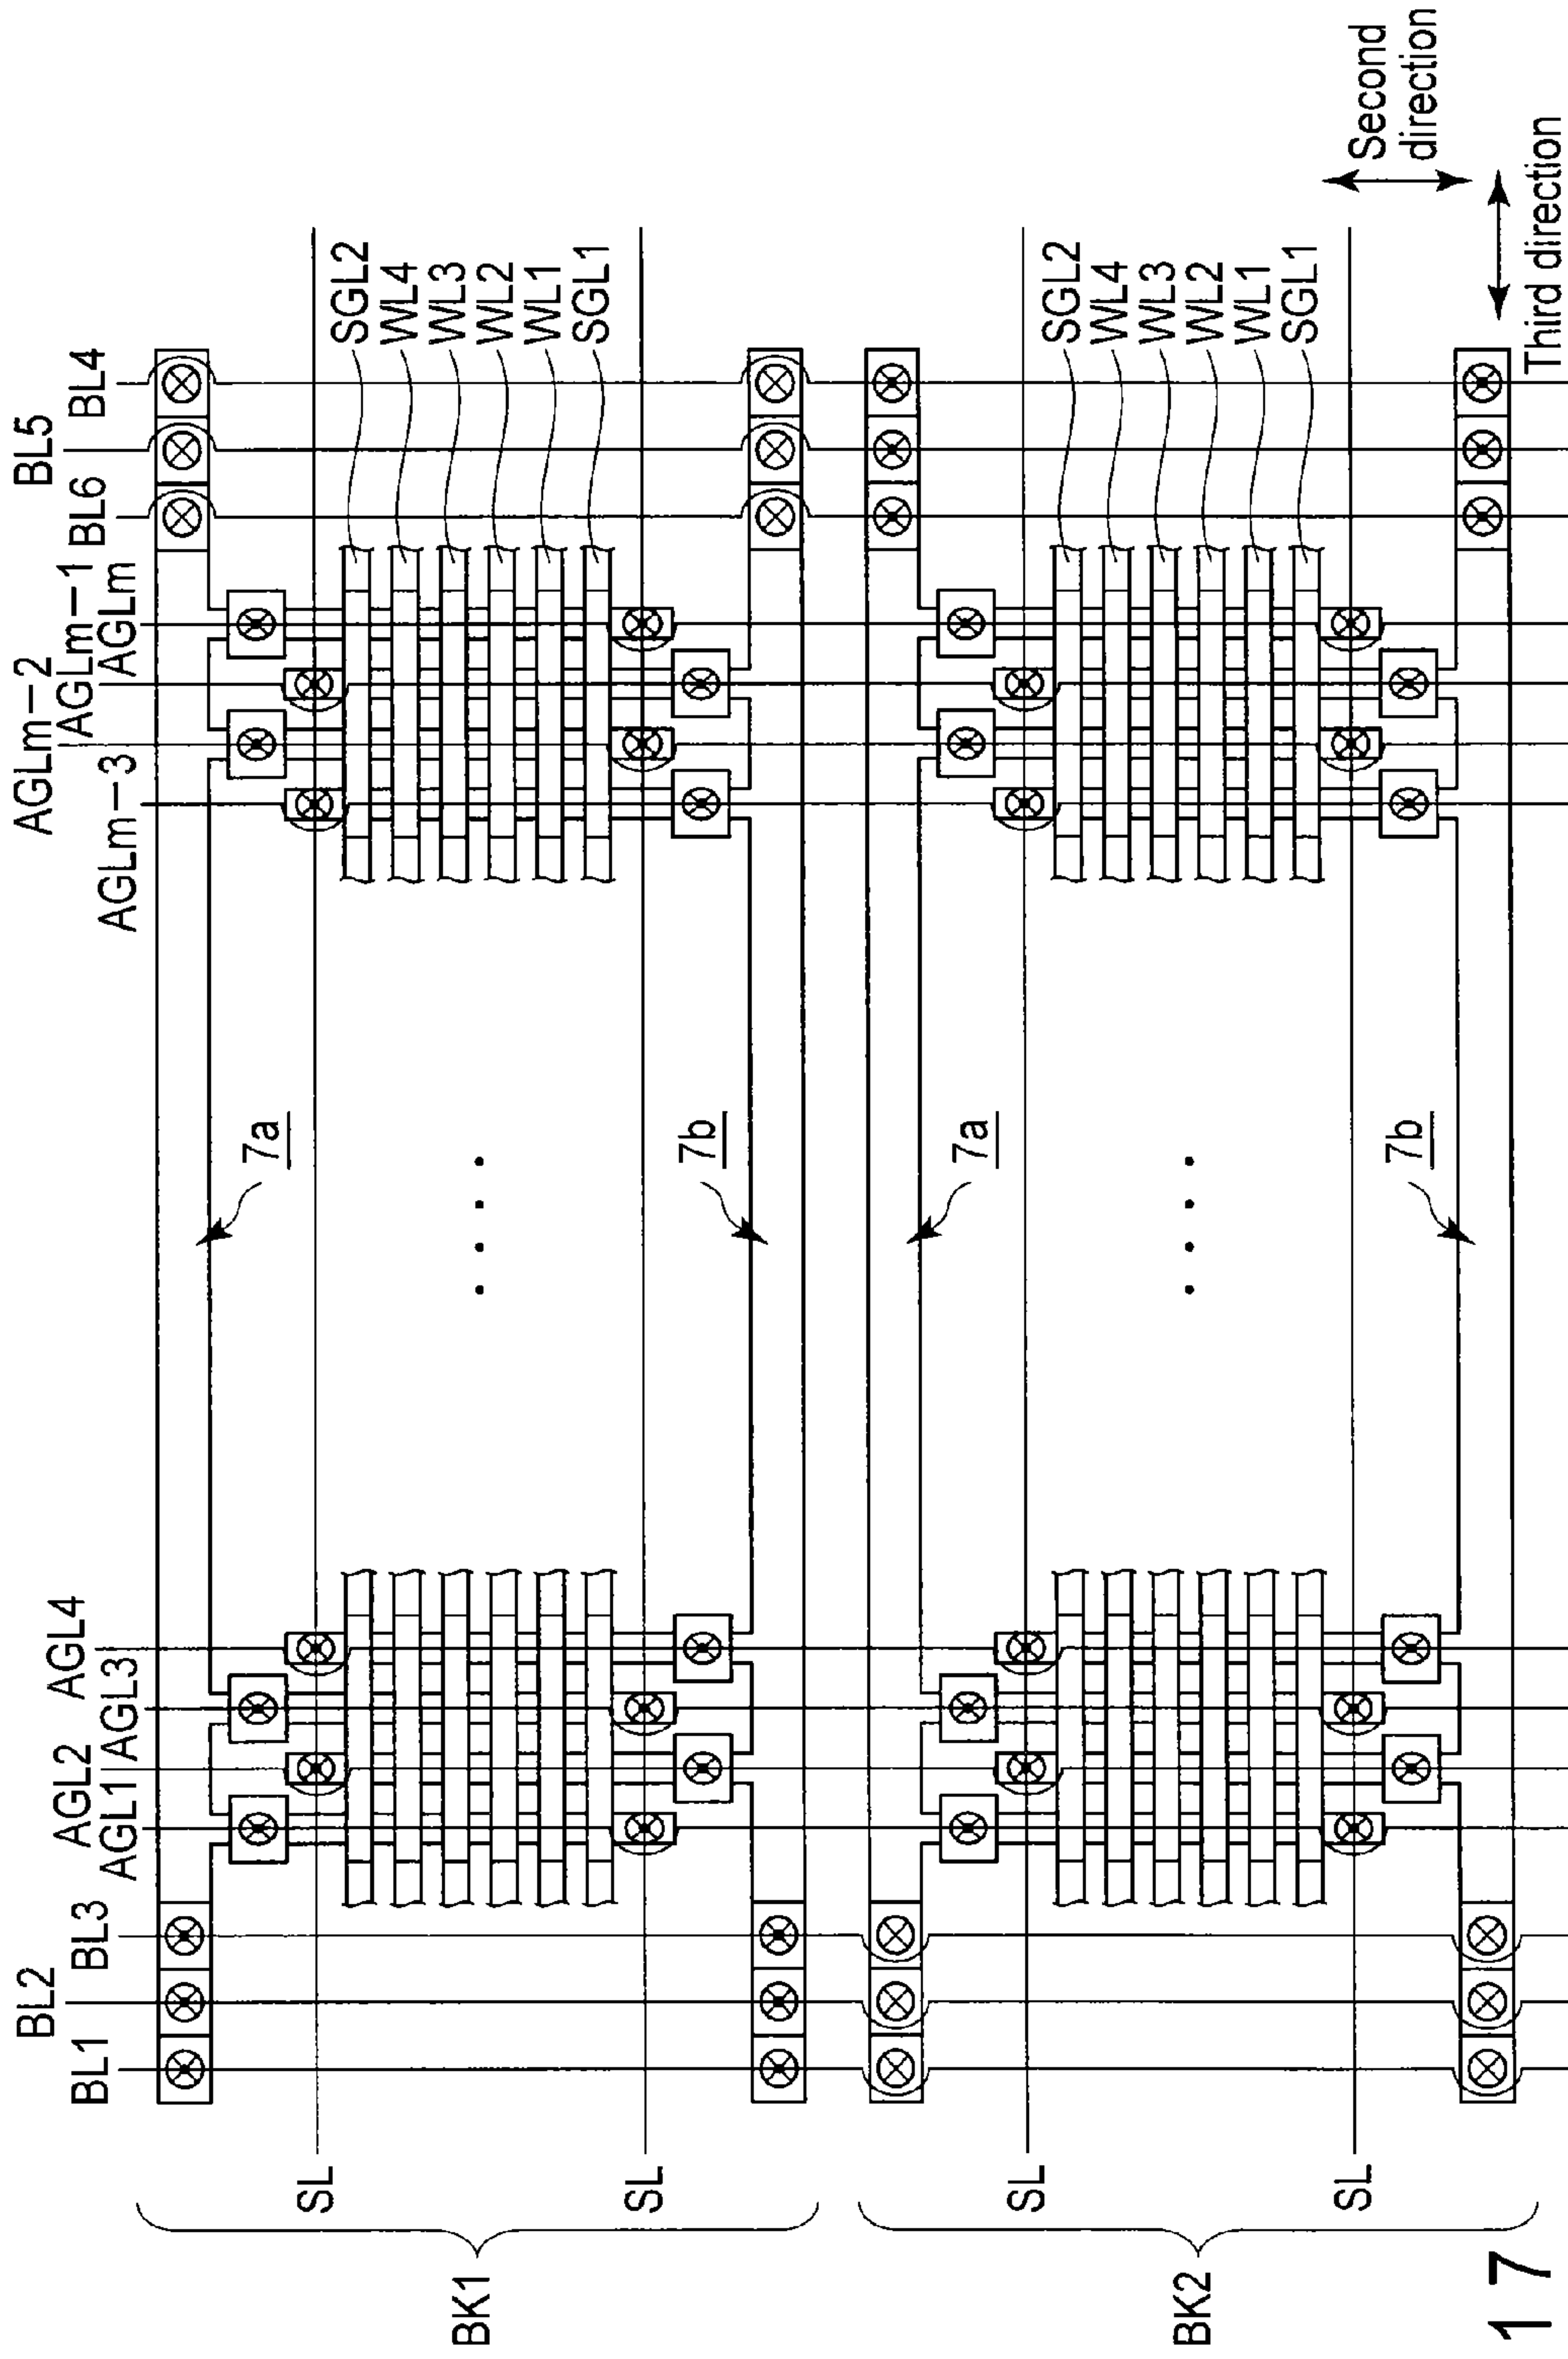 BL2
AGLm−2
BL5
AGL2
AGL4
AGLm−1
BL1
BL3
AGL1
AGL3
AGLm−3
AGLm
BL6
BL4
7a
SL
SGL2
WL4
WL3
BK1
WL2
WL1
SGL1
SL
7b
7a
SL
SGL2
WL4
WL3
BK2
WL2
WL1
SGL1
SL
7b
Second
direction
Third direction
17